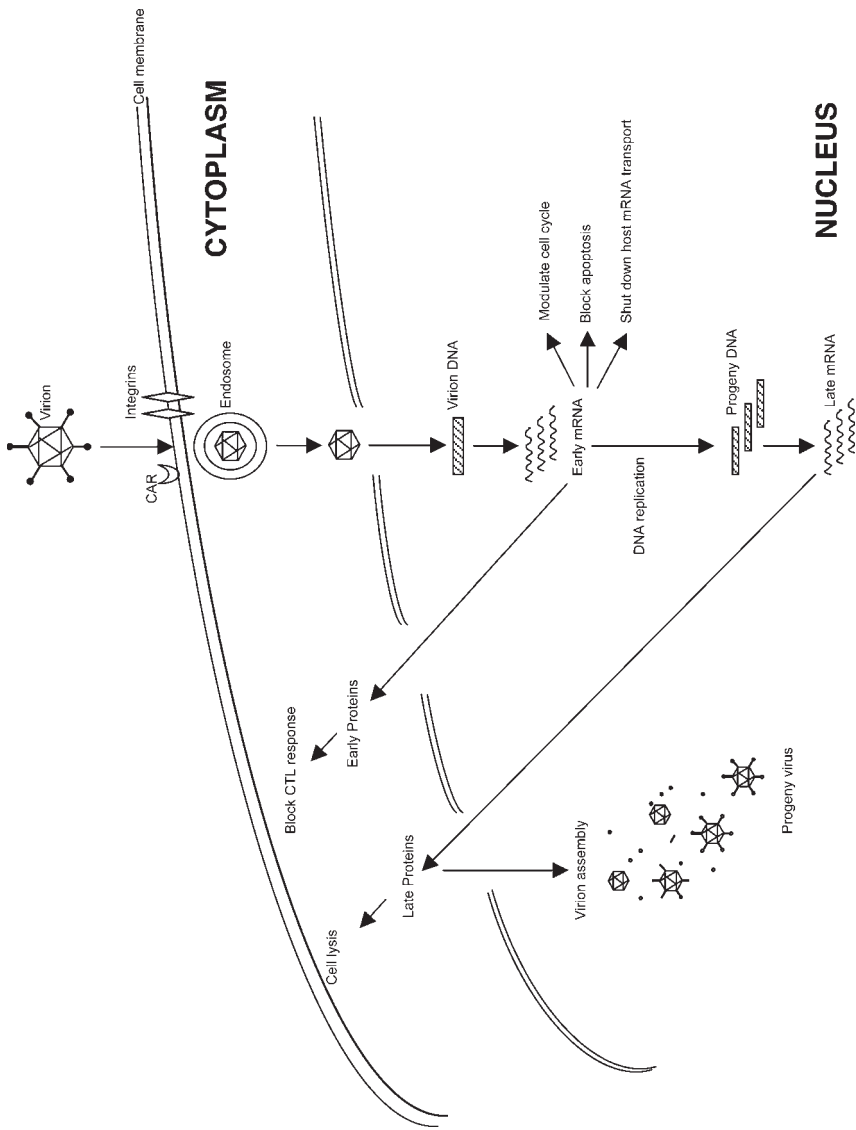 Virion
Cell membrane
Integrins
CAR
CYTOPLASM
Endosome
Virion DNA
Early mRNA
Modulate cell cycle
Block apoptosis
Shut down host mRNA transport
DNA replication
Progeny DNA
Late mRNA
NUCLEUS
Block CTL response
Early Proteins
Cell lysis
Late Proteins
Virion assembly
Progeny virus